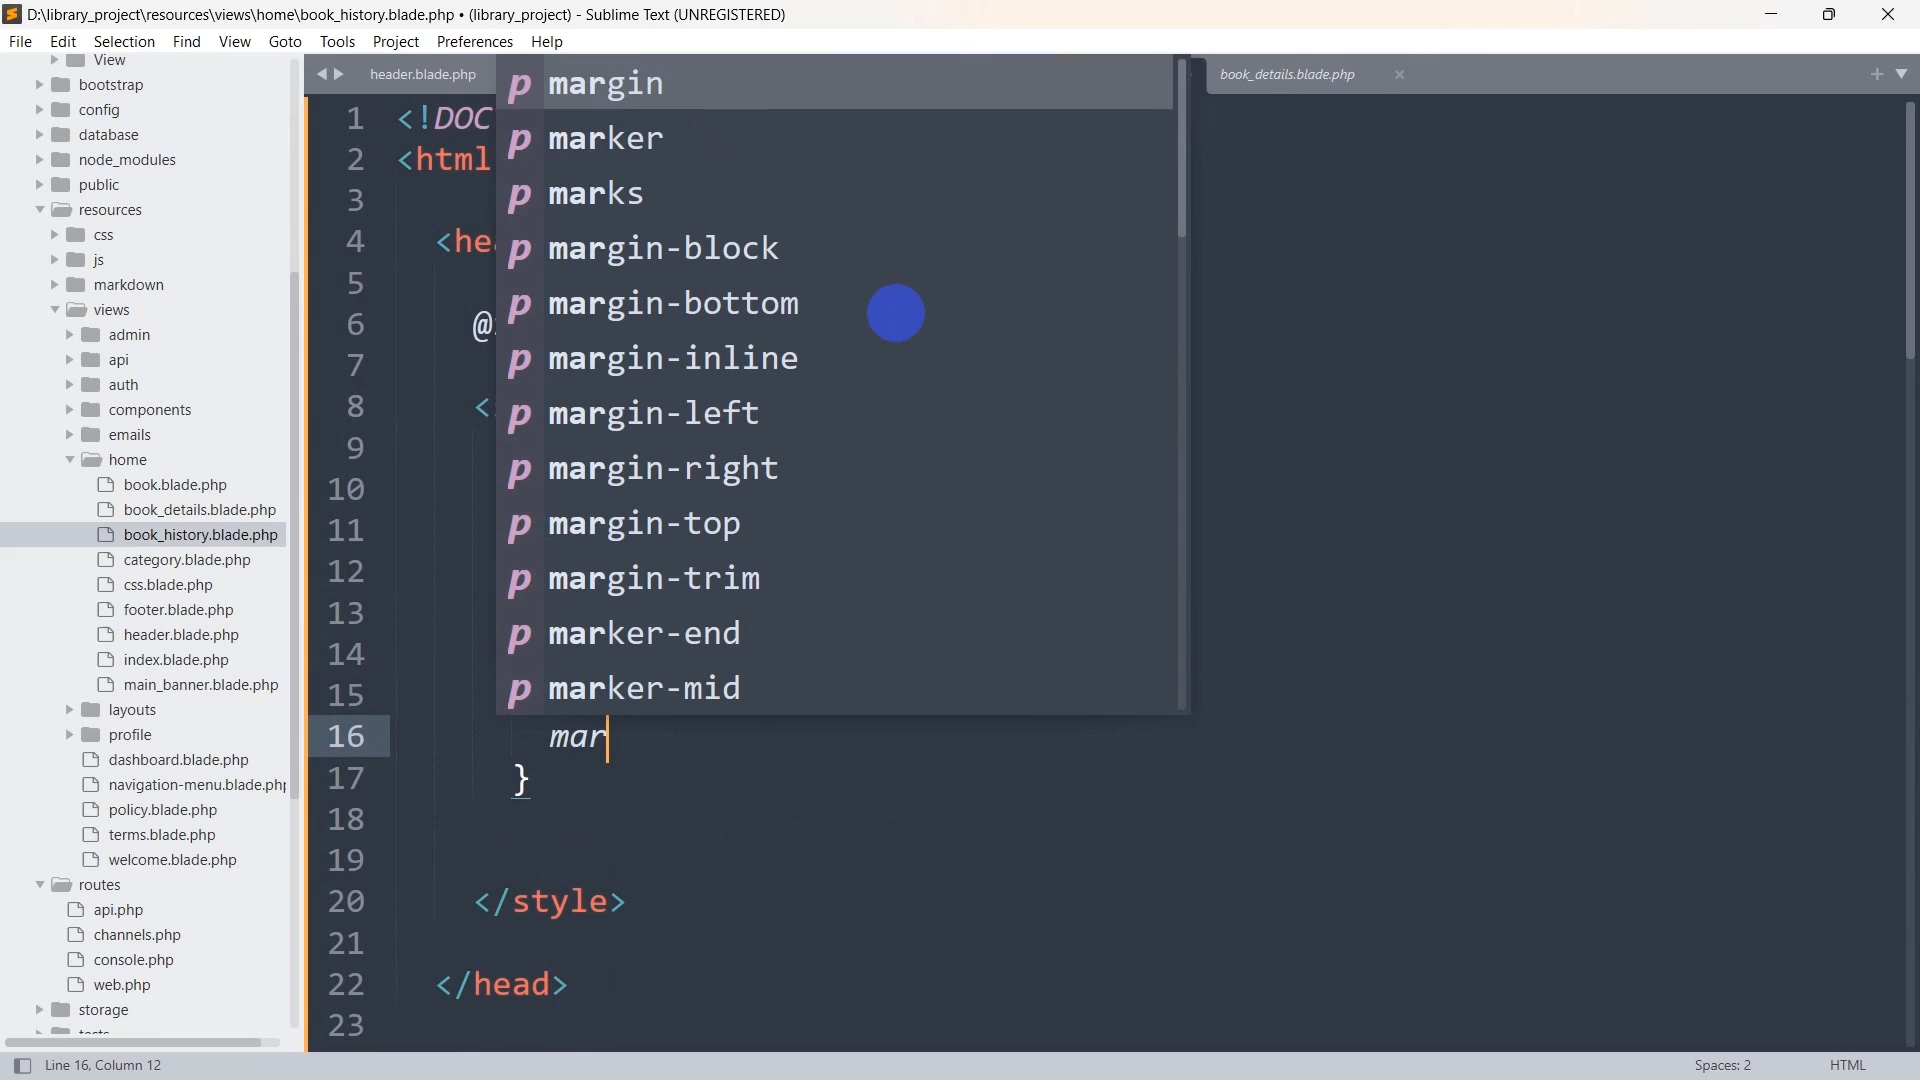 D:\library_project\resources\views\home\book_history.blade.php • (library_project) - Sublime Text (UNREGISTERED)
File Edit Selection Find View Goto Tools Project Preferences Help
View
bootstrap
config
database
node_modules
public
resources
css
js
markdown
views
admin
api
auth
components
emails
home
book.blade.php
book_details.blade.php
book_history.blade.php
category.blade.php
css.blade.php
footer.blade.php
header.blade.php
index.blade.php
main_banner.blade.php
layouts
profile
dashboard.blade.php
navigation-menu.blade.php
policy.blade.php
terms.blade.php
welcome.blade.php
routes
api.php
channels.php
console.php
web.php
storage
header.blade.php
book_details.blade.php
1 <!DOC
2 <html
3
4 <hea
5
6 @
7
8 <
9
10
11
12
13
14
15
16 mar
17 }
18
19
20 </style>
21
22 </head>
23
p margin
p marker
p marks
p margin-block
p margin-bottom
p margin-inline
p margin-left
p margin-right
p margin-top
p margin-trim
p marker-end
p marker-mid
Line 16, Column 12
Spaces: 2
HTML